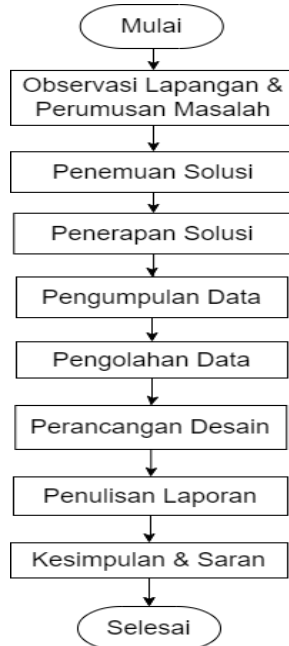 Mulai
Observasi Lapangan &
Perumusan Masalah
Penemuan Solusi
Penerapan Solusi
Pengumpulan Data
Pengolahan Data
Perancangan Desain
Penulisan Laporan
Kesimpulan & Saran
Selesai